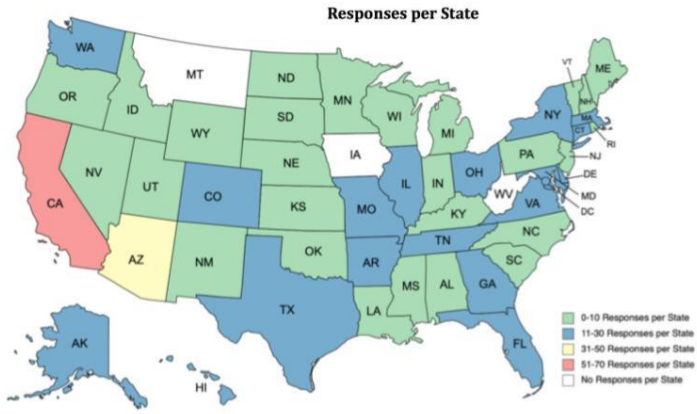 Responses per State
WA
MT
ND
MN
VT
ME
OR
ID
SD
WI
MI
NH
NY
MA
CT
RI
WY
NE
IA
PA
NJ
NV
UT
CO
KS
MO
IL
IN
OH
WV
VA
DE
MD
DC
CA
KY
AZ
NM
OK
AR
TN
NC
SC
TX
LA
MS
AL
GA
FL
AK
HI
0-10 Responses per State
11-30 Responses per State
31-50 Responses per State
51-70 Responses per State
No Responses per State